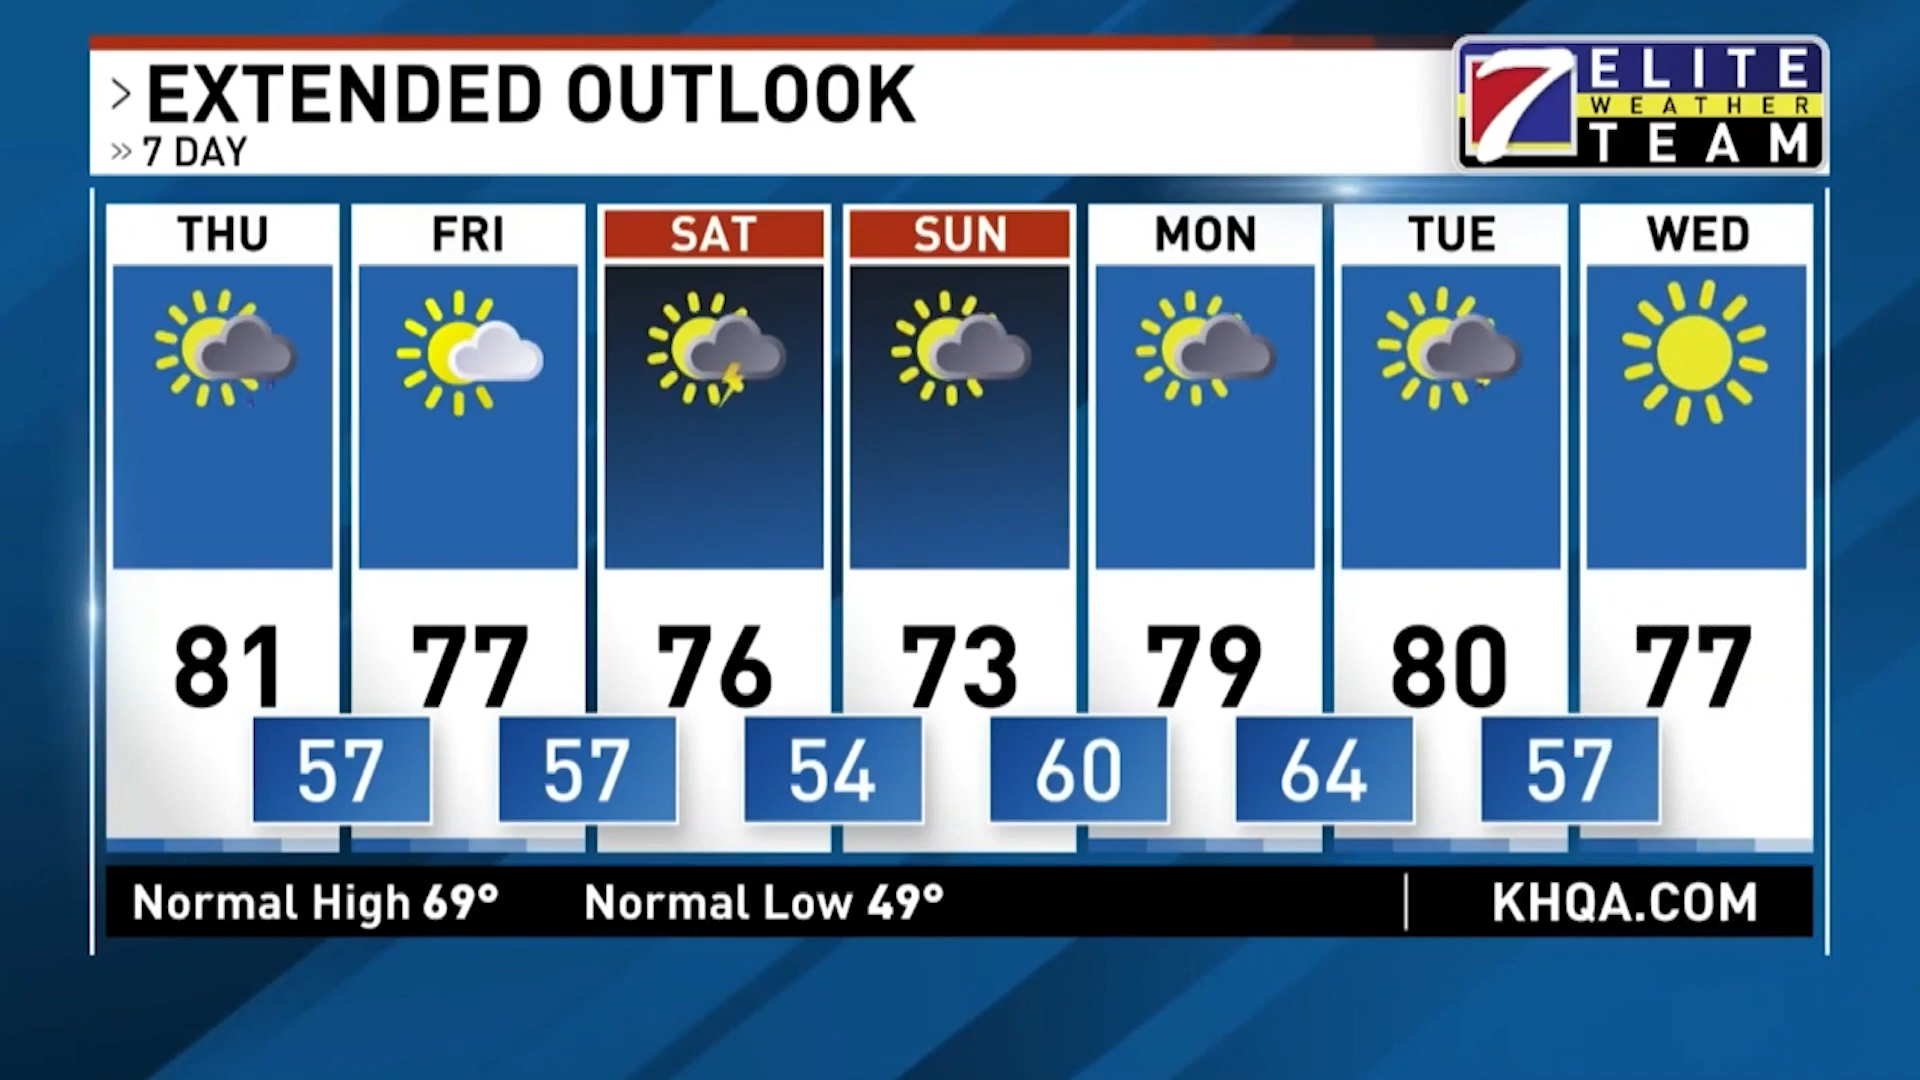 > EXTENDED OUTLOOK
» 7 DAY
7 ELITE
WEATHER
TEAM
THU FRI SAT SUN MON TUE WED
81 77 76 73 79 80 77
57 57 54 60 64 57
Normal High 69° Normal Low 49° | KHQA.COM